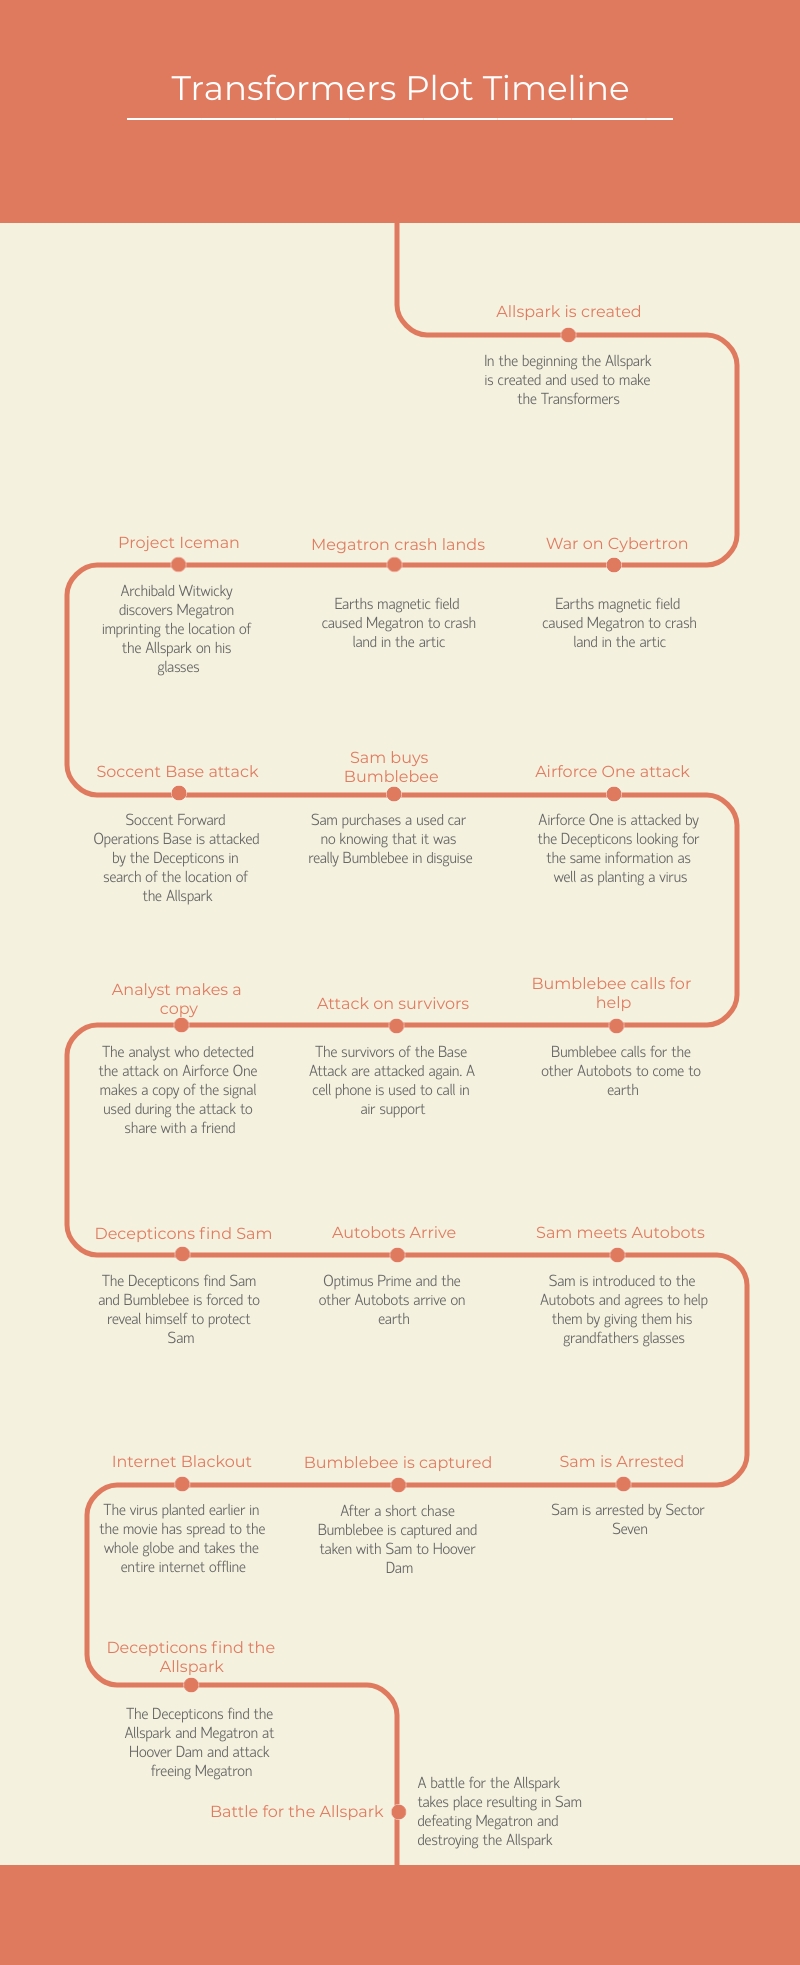 Transformers Plot Timeline
Allspark is created
In the beginning the Allspark
is created and used to make
the Transformers
War on Cybertron
Earths magnetic field
caused Megatron to crash
land in the artic
Megatron crash lands
Earths magnetic field
caused Megatron to crash
land in the artic
Project Iceman
Archibald Witwicky
discovers Megatron
imprinting the location of
the Allspark on his
glasses
Soccent Base attack
Soccent Forward
Operations Base is attacked
by the Decepticons in
search of the location of
the Allspark
Sam buys
Bumblebee
Sam purchases a used car
no knowing that it was
really Bumblebee in disguise
Airforce One attack
Airforce One is attacked by
the Decepticons looking for
the same information as
well as planting a virus
Bumblebee calls for
help
Bumblebee calls for the
other Autobots to come to
earth
Attack on survivors
The survivors of the Base
Attack are attacked again. A
cell phone is used to call in
air support
Analyst makes a
copy
The analyst who detected
the attack on Airforce One
makes a copy of the signal
used during the attack to
share with a friend
Decepticons find Sam
The Decepticons find Sam
and Bumblebee is forced to
reveal himself to protect
Sam
Autobots Arrive
Optimus Prime and the
other Autobots arrive on
earth
Sam meets Autobots
Sam is introduced to the
Autobots and agrees to help
them by giving them his
grandfathers glasses
Sam is Arrested
Sam is arrested by Sector
Seven
Bumblebee is captured
After a short chase
Bumblebee is captured and
taken with Sam to Hoover
Dam
Internet Blackout
The virus planted earlier in
the movie has spread to the
whole globe and takes the
entire internet offline
Decepticons find the
Allspark
The Decepticons find the
Allspark and Megatron at
Hoover Dam and attack
freeing Megatron
Battle for the Allspark
A battle for the Allspark
takes place resulting in Sam
defeating Megatron and
destroying the Allspark